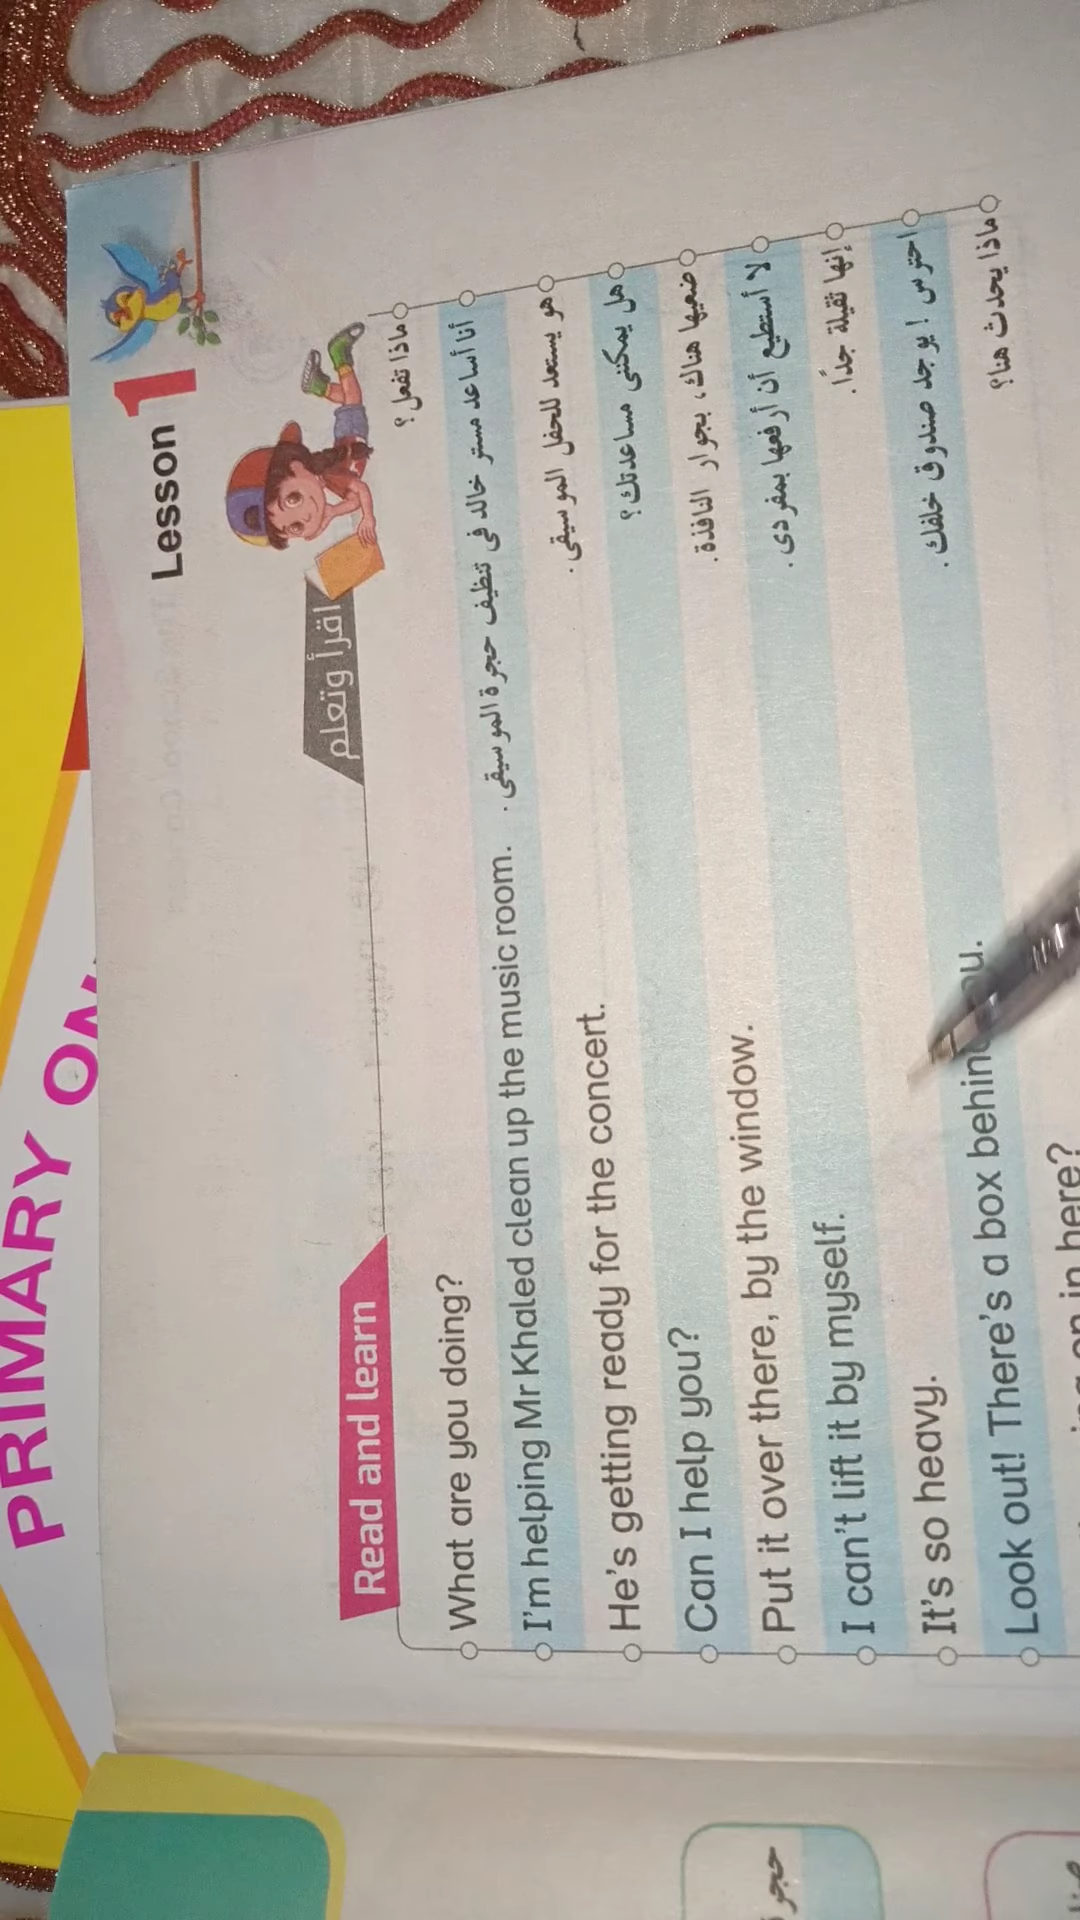 PRIMARY
Lesson 1
Read and learn
اقرأ وتعلم
What are you doing?
ماذا تفعل؟
I'm helping Mr Khaled clean up the music room.
أنا أساعد مستر خالد فى تنظيف حجرة الموسيقى.
He's getting ready for the concert.
هو يستعد للحفل الموسيقى.
Can I help you?
هل يمكننى مساعدتك؟
Put it over there, by the window.
ضعيها هناك، بجوار النافذة.
I can't lift it by myself.
لا أستطيع أن أرفعها بمفردى.
It's so heavy.
إنها ثقيلة جدًا.
Look out! There's a box
احترس! يوجد صندوق خلفك.
on in here?
ماذا يحدث هنا؟